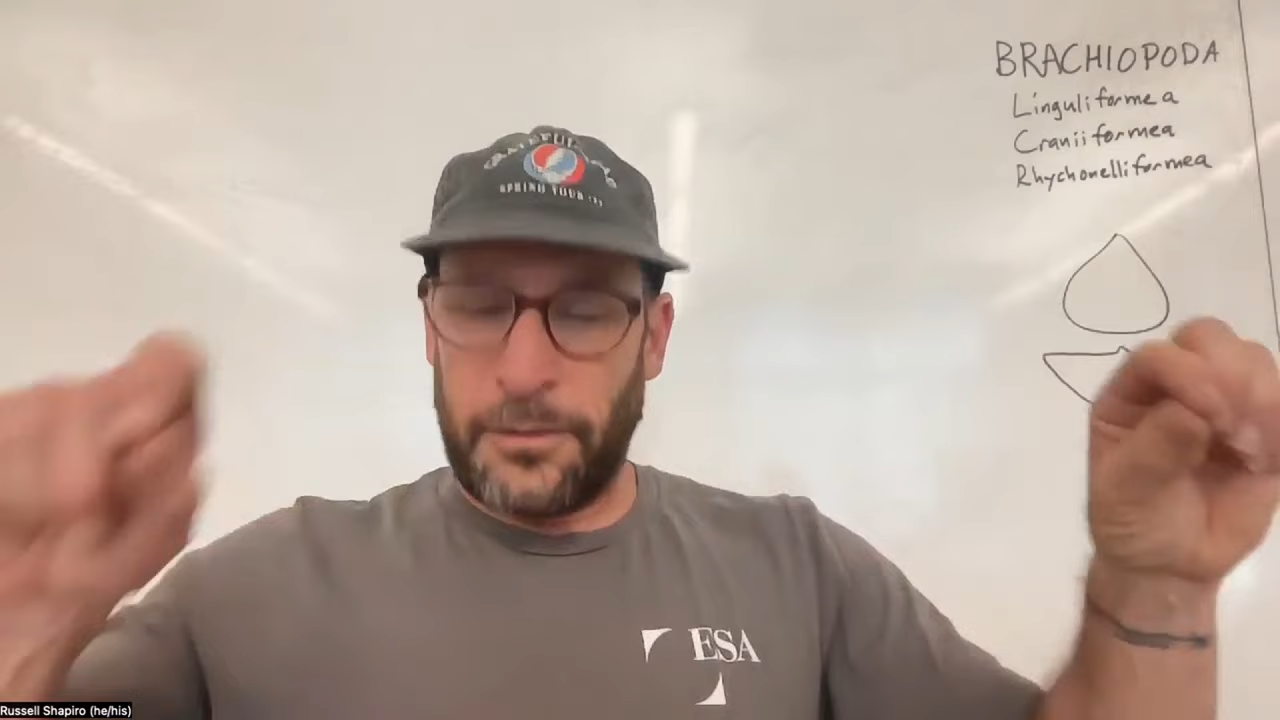 BRACHIOPODA
Linguliformea
Craniiformea
Rhychonelliformea
SPRING TOUR
ESA
Russell Shapiro (he/his)